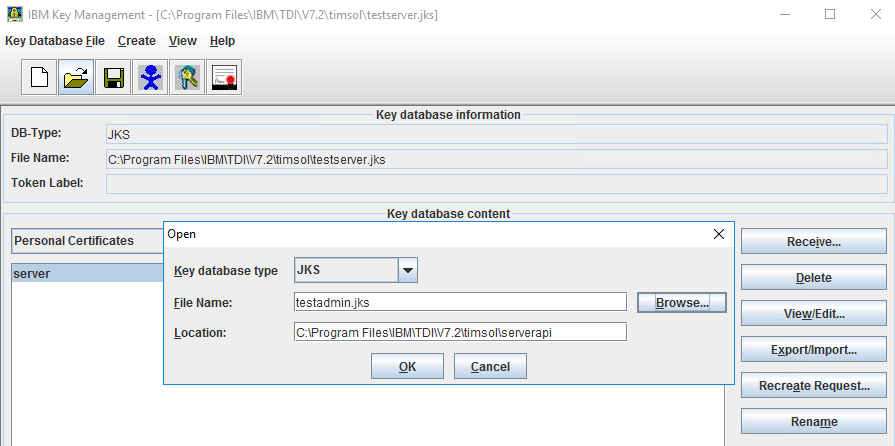 IBM Key Management - [C:\Program Files\IBM\TDI\V7.2\timsol\testserver.jks]
Key Database File Create View Help
Key database information
DB-Type: JKS
File Name: C:\Program Files\IBM\TDI\V7.2\timsol\testserver.jks
Token Label:
Key database content
Personal Certificates
server
Open
Key database type JKS
File Name: testadmin.jks Browse...
Location: C:\Program Files\IBM\TDI\V7.2\timsol\serverapi
OK Cancel
Receive...
Delete
View/Edit...
Export/Import...
Recreate Request...
Rename